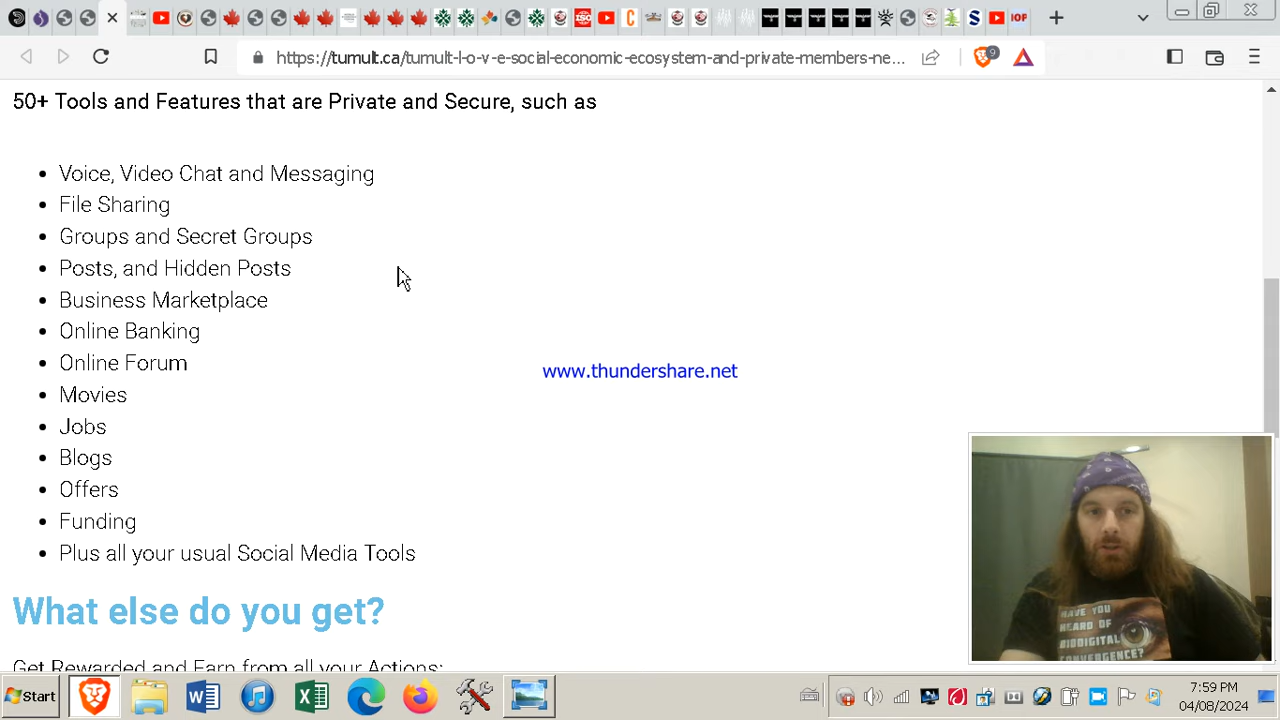 IOF
https://tumult.ca/tumult-l-o-v-e-social-economic-ecosystem-and-private-members-ne...
9
50+ Tools and Features that are Private and Secure, such as
Voice, Video Chat and Messaging
File Sharing
Groups and Secret Groups
Posts, and Hidden Posts
Business Marketplace
Online Banking
Online Forum
Movies
Jobs
Blogs
Offers
Funding
Plus all your usual Social Media Tools
www.thundershare.net
What else do you get?
Get Rewarded and Earn from all your Actions:
HAVE YOU
HEARD OF
BIODIGITAL
CONVERGENCE?
Start
7:59 PM
04/08/2024